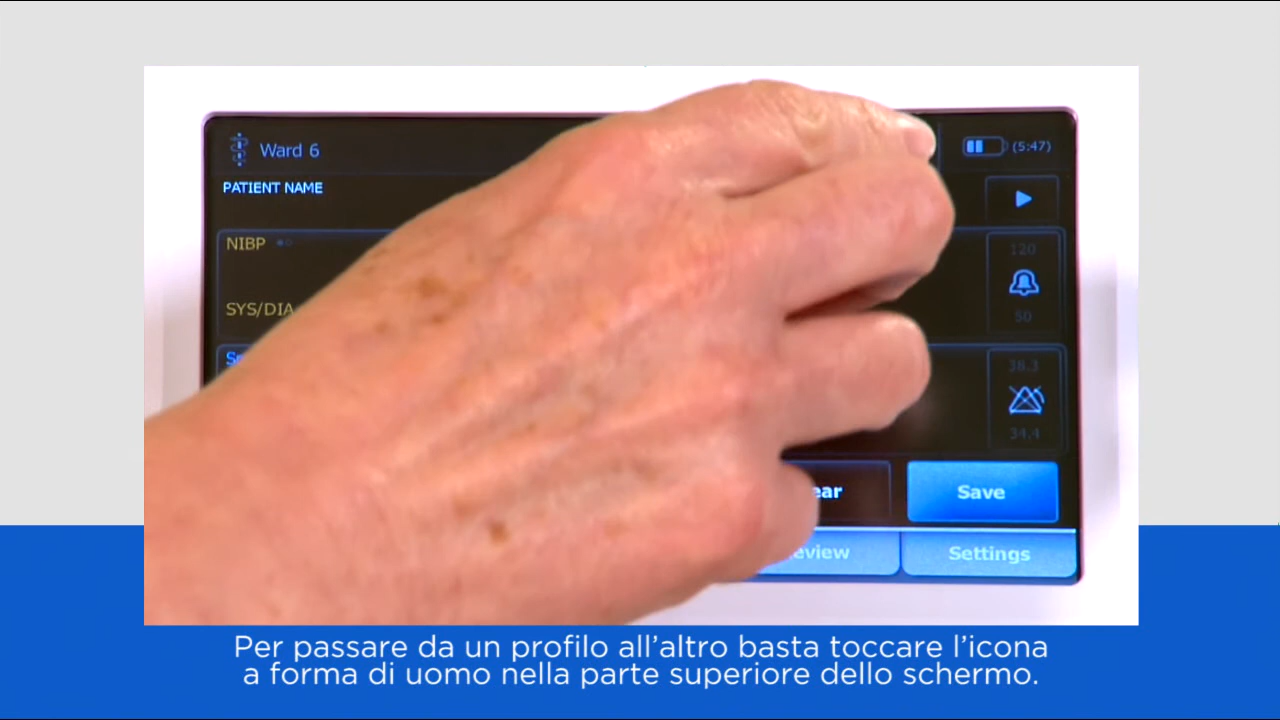 Ward 6
(5:47)
PATIENT NAME
NIBP
120
SYS/DIA
50
38.3
34.4
Save
Settings
Per passare da un profilo all'altro basta toccare l'icona
a forma di uomo nella parte superiore dello schermo.